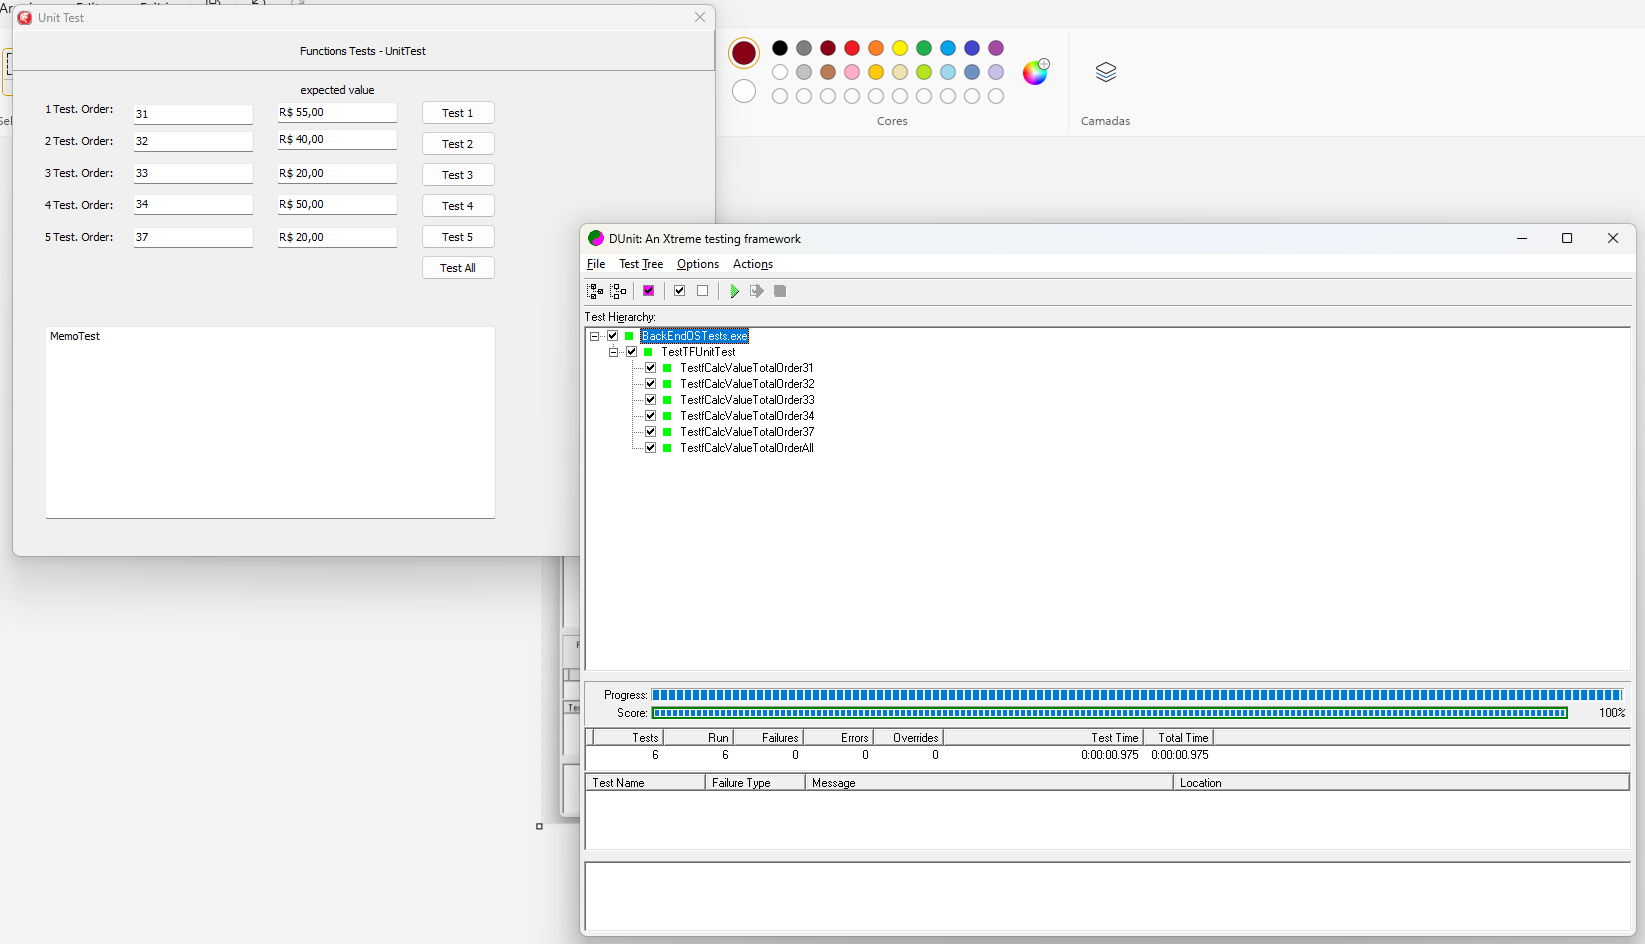 Unit Test
Functions Tests - UnitTest
expected value
1 Test. Order: 31 R$ 55,00 Test 1
2 Test. Order: 32 R$ 40,00 Test 2
3 Test. Order: 33 R$ 20,00 Test 3
4 Test. Order: 34 R$ 50,00 Test 4
5 Test. Order: 37 R$ 20,00 Test 5
Test All
MemoTest
Cores
Camadas
DUnit: An Xtreme testing framework
File Test Tree Options Actions
Test Hierarchy:
BackEndOSTests.exe
TestTFUnitTest
TestfCalcValueTotalOrder31
TestfCalcValueTotalOrder32
TestfCalcValueTotalOrder33
TestfCalcValueTotalOrder34
TestfCalcValueTotalOrder37
TestfCalcValueTotalOrderAll
Progress:
Score: 100%
Tests Run Failures Errors Overrides Test Time Total Time
6 6 0 0 0 0:00:00.975 0:00:00.975
Test Name Failure Type Message Location